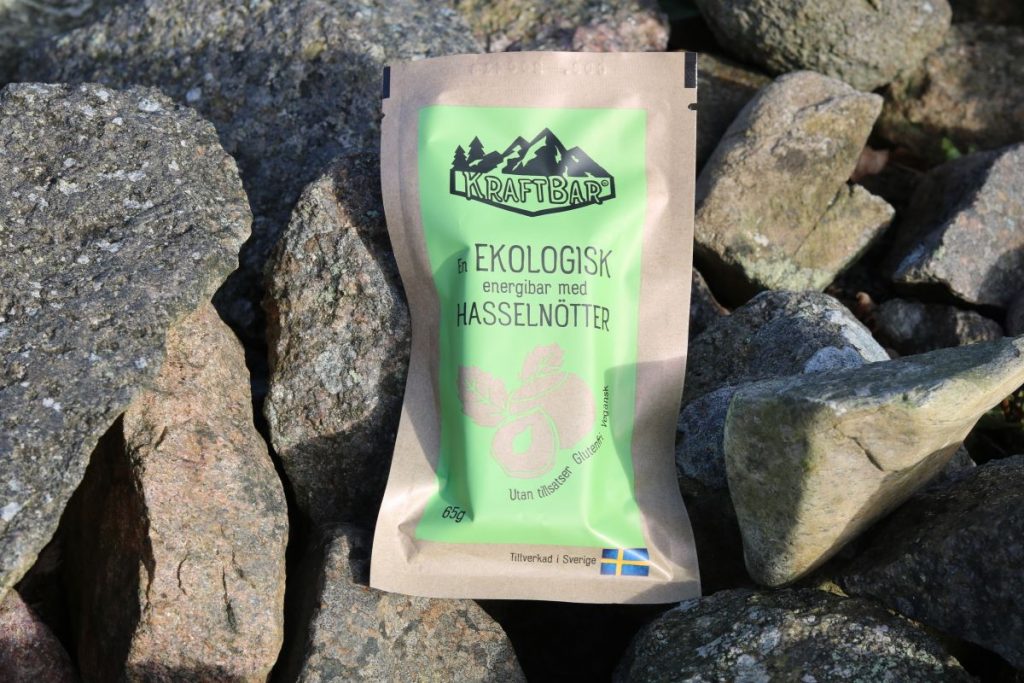 KRAFTBAR®
En EKOLOGISK
energibar med
HASSELNÖTTER
Utan tillsatser Glutenfri Vegansk
65g
Tillverkad i Sverige